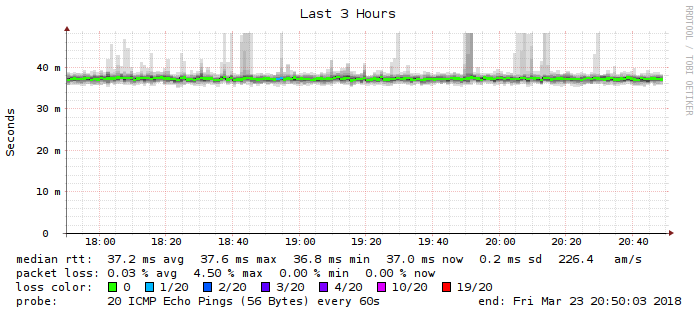 Last 3 Hours
RRDTOOL / TOBI OETIKER
Seconds
40 m
30 m
20 m
10 m
0
18:00 18:20 18:40 19:00 19:20 19:40 20:00 20:20 20:40
median rtt: 37.2 ms avg 37.6 ms max 36.8 ms min 37.0 ms now 0.2 ms sd 226.4 am/s
packet loss: 0.03 % avg 4.50 % max 0.00 % min 0.00 % now
loss color: 0 1/20 2/20 3/20 4/20 10/20 19/20
probe: 20 ICMP Echo Pings (56 Bytes) every 60s end: Fri Mar 23 20:50:03 2018